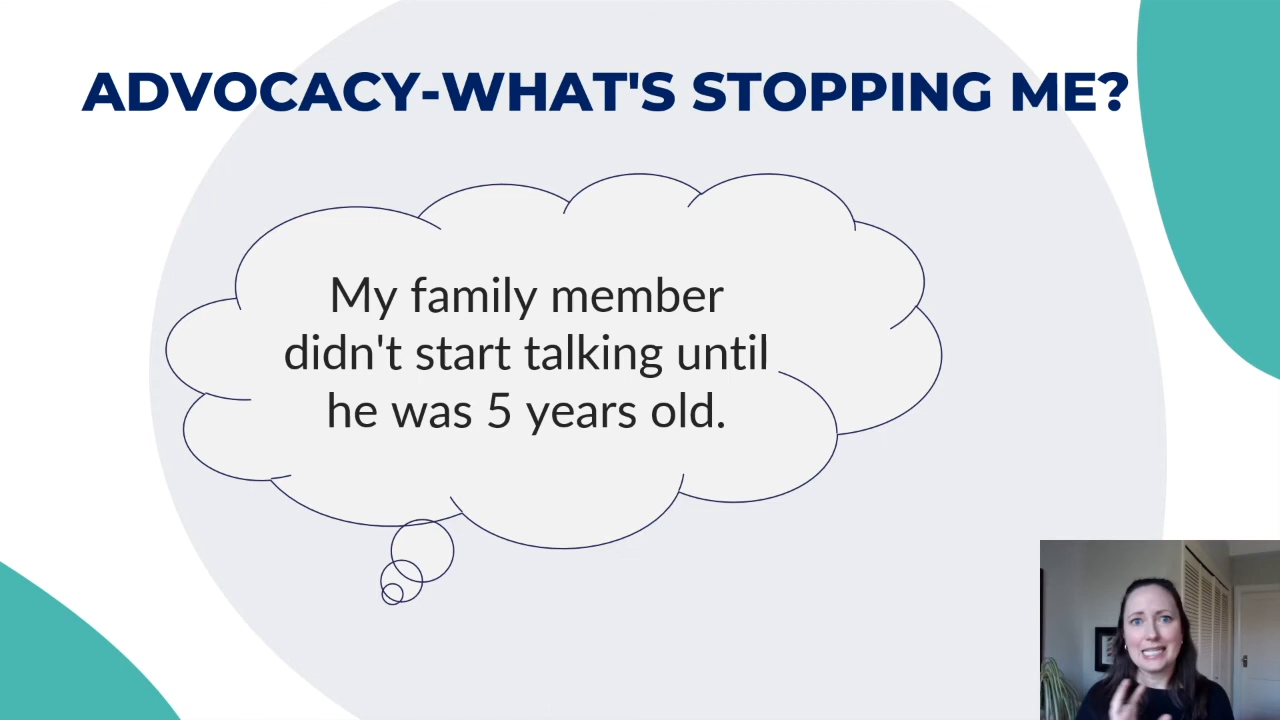 ADVOCACY-WHAT'S STOPPING ME?
My family member
didn't start talking until
he was 5 years old.